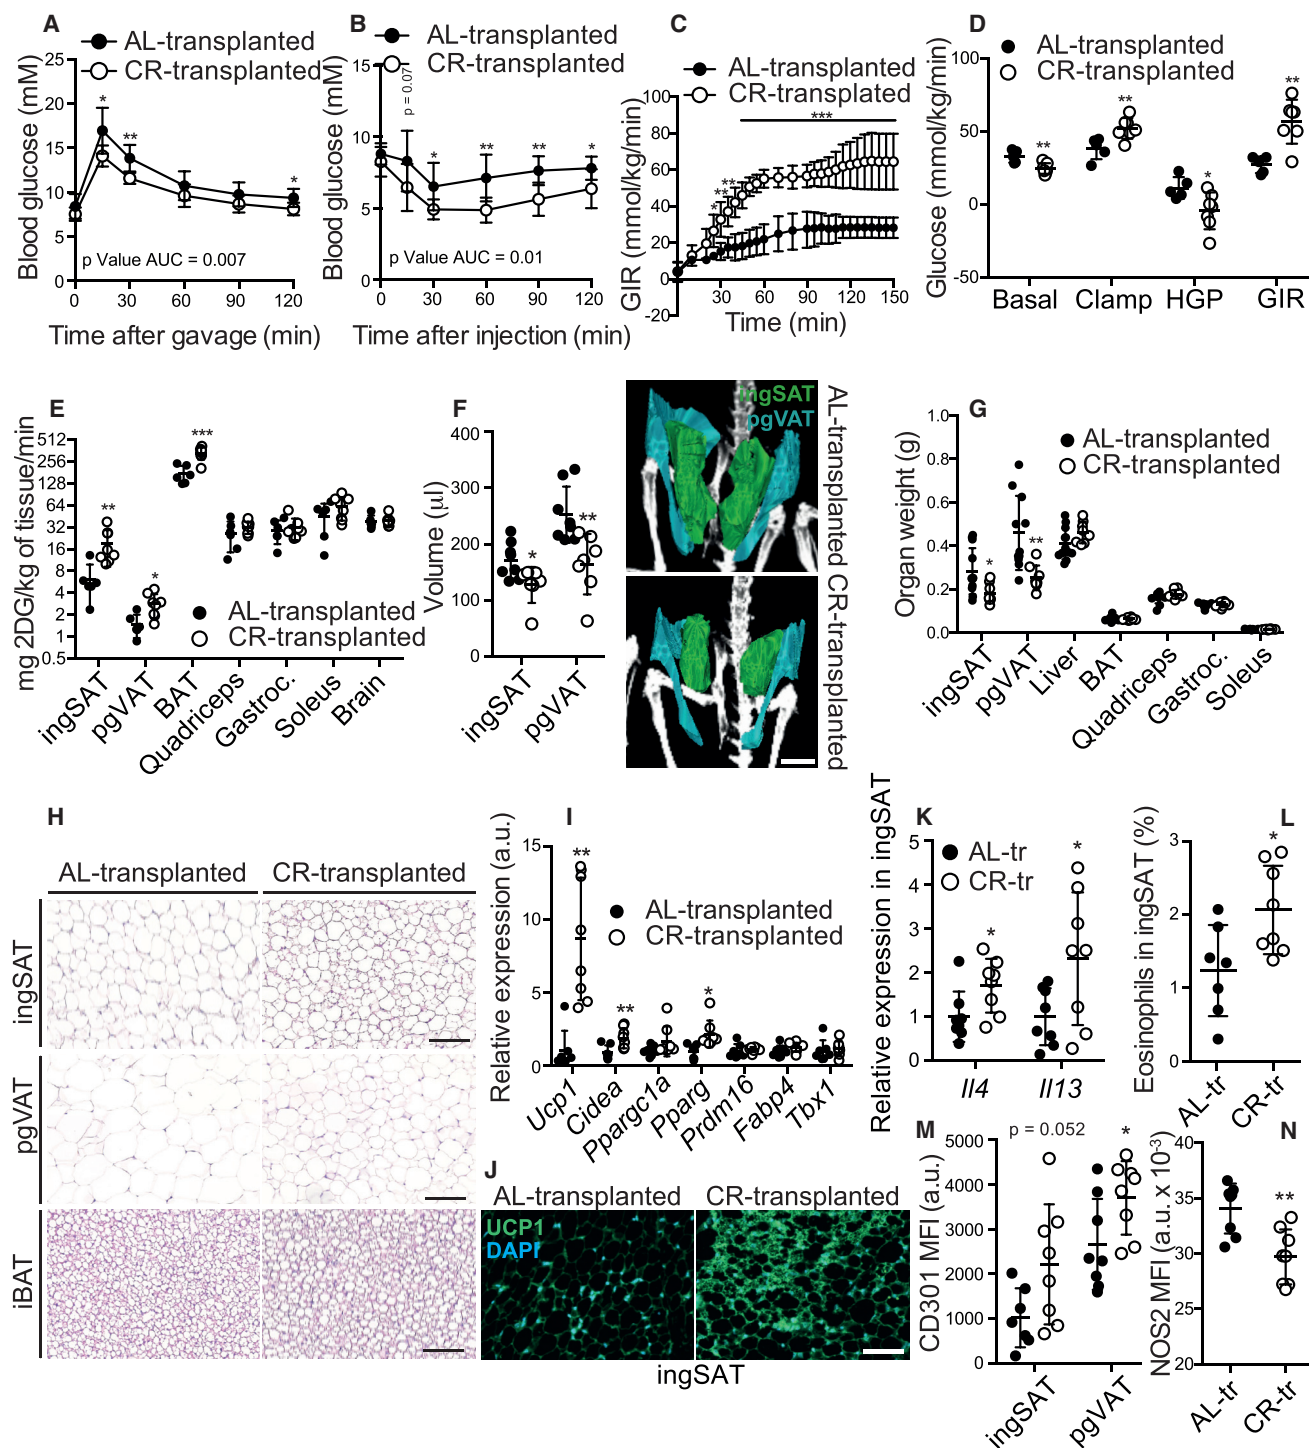 A
AL-transplanted
CR-transplanted
Blood glucose (mM)
25
20
15
10
5
0
*
**
*
p Value AUC = 0.007
0 30 60 90 120
Time after gavage (min)
B
AL-transplanted
CR-transplanted
Blood glucose (mM)
15
10
5
0
p = 0.07
*
**
**
*
p Value AUC = 0.01
0 30 60 90 120
Time after injection (min)
C
AL-transplanted
CR-transplated
GIR (mmol/kg/min)
100
80
60
40
20
0
-20
***
**
**
*
30 60 90 120 150
Time (min)
D
AL-transplanted
CR-transplanted
Glucose (mmol/kg/min)
100
50
0
-50
**
**
*
**
Basal Clamp HGP GIR
E
mg 2DG/kg of tissue/min
512
256
128
64
32
16
8
4
2
1
0.5
**
*
***
AL-transplanted
CR-transplanted
ingSAT
pgVAT
BAT
Quadriceps
Gastroc.
Soleus
Brain
F
Volume (µl)
400
300
200
100
0
*
**
ingSAT
pgVAT
ingSAT
pgVAT
AL-transplanted
CR-transplanted
G
AL-transplanted
CR-transplanted
Organ weight (g)
1.0
0.8
0.6
0.4
0.2
0.0
*
**
ingSAT
pgVAT
Liver
BAT
Quadriceps
Gastroc.
Soleus
H
AL-transplanted CR-transplanted
ingSAT
pgVAT
iBAT
I
Relative expression (a.u.)
15
10
5
0
**
**
*
AL-transplanted
CR-transplanted
Ucp1
Cidea
Ppargc1a
Pparg
Prdm16
Fabp4
Tbx1
J
AL-transplanted CR-transplanted
UCP1
DAPI
ingSAT
K
AL-tr
CR-tr
Relative expression in ingSAT
5
4
3
2
1
0
*
*
Il4 Il13
L
Eosinophils in ingSAT (%)
3
2
1
0
*
AL-tr
CR-tr
M
p = 0.052
*
CD301 MFI (a.u.)
5000
4000
3000
2000
1000
0
ingSAT
pgVAT
N
NOS2 MFI (a.u. x 10-3)
40
35
30
25
20
**
AL-tr
CR-tr